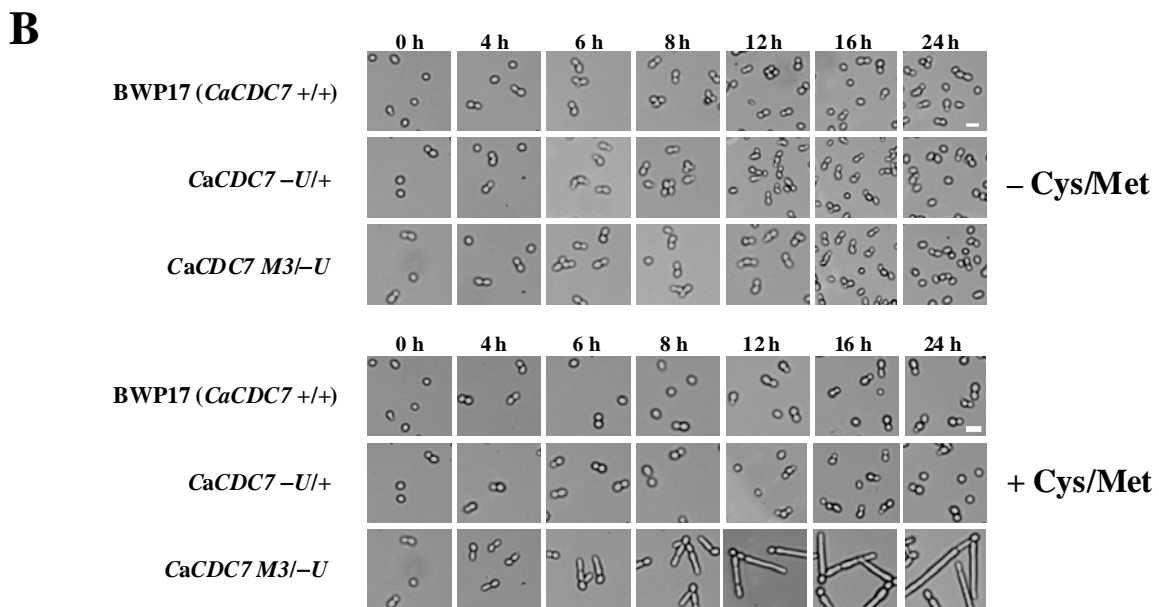 B
0 h 4 h 6 h 8 h 12 h 16 h 24 h
BWP17 (CaCDC7 +/+)
CaCDC7 –U/+
– Cys/Met
CaCDC7 M3/–U
0 h 4 h 6 h 8 h 12 h 16 h 24 h
BWP17 (CaCDC7 +/+)
CaCDC7 –U/+
+ Cys/Met
CaCDC7 M3/–U